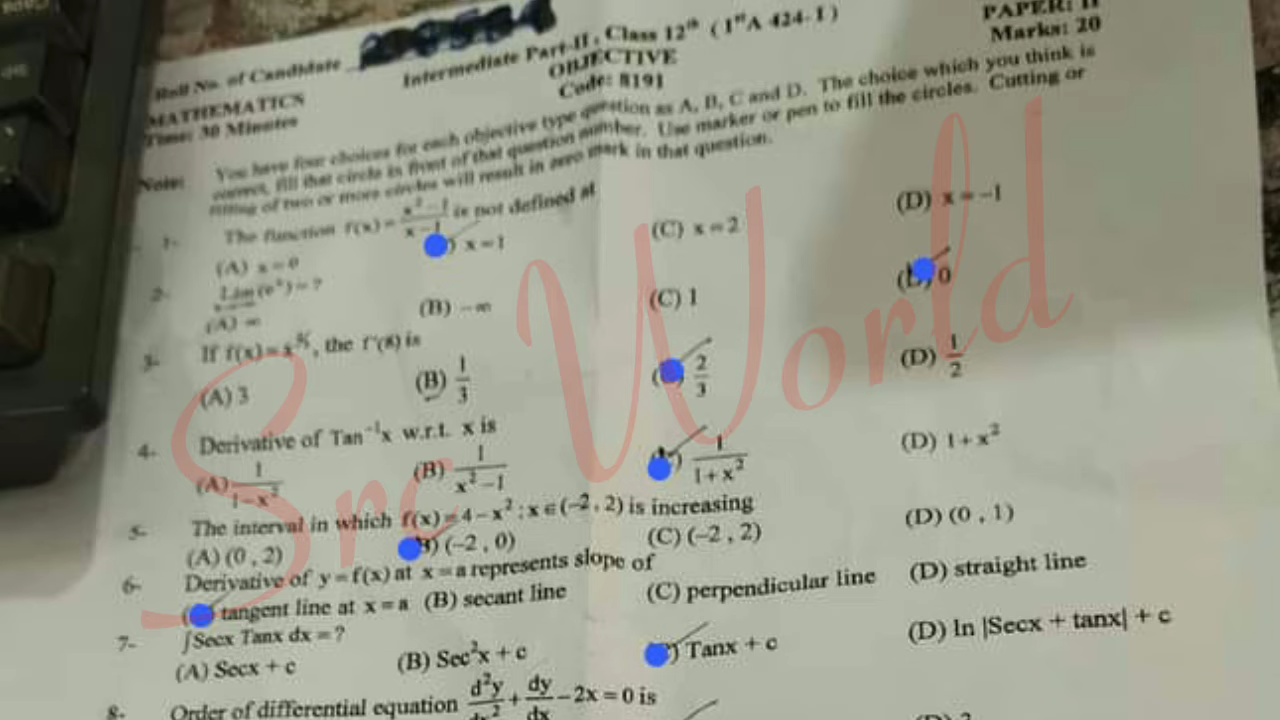 Roll No. of Candidate
Intermediate Part-II, Class 12th (1stA 424-I)
PAPER: II
MATHEMATICS
OBJECTIVE
Marks: 20
Time: 30 Minutes
Code: 8191
Note: You have four choices for each objective type question as A, B, C and D. The choice which you think is
correct, fill that circle in front of that question number. Use marker or pen to fill the circles. Cutting or
filling of two or more circles will result in zero mark in that question.
1- The function f(x) = (x² − 1)/(x − 1) is not defined at
(A) x = 0 ) x = 1 (C) x = 2 (D) x = −1
2- Lim (eˣ) = ?
(A) ∞ (B) −∞ (C) 1 0
3- If f(x) = x^, the f'(8) is
(A) 3 (B) 1/3 ( 2/3 (D) 1/2
4- Derivative of Tan⁻¹x w.r.t. x is
(A) 1/(1 − x²) (B) 1/(x² − 1) ) 1/(1 + x²) (D) 1 + x²
5- The interval in which f(x) = 4 − x² ; x ∈ (−2 , 2) is increasing
(A) (0 , 2) ) (−2 , 0) (C) (−2 , 2) (D) (0 , 1)
6- Derivative of y = f(x) at x = a represents slope of
( tangent line at x = a (B) secant line (C) perpendicular line (D) straight line
7- ∫Secx Tanx dx = ?
(A) Secx + c (B) Sec²x + c ) Tanx + c (D) ln |Secx + tanx| + c
8- Order of differential equation d²y/dx² + dy/dx − 2x = 0 is
Src World